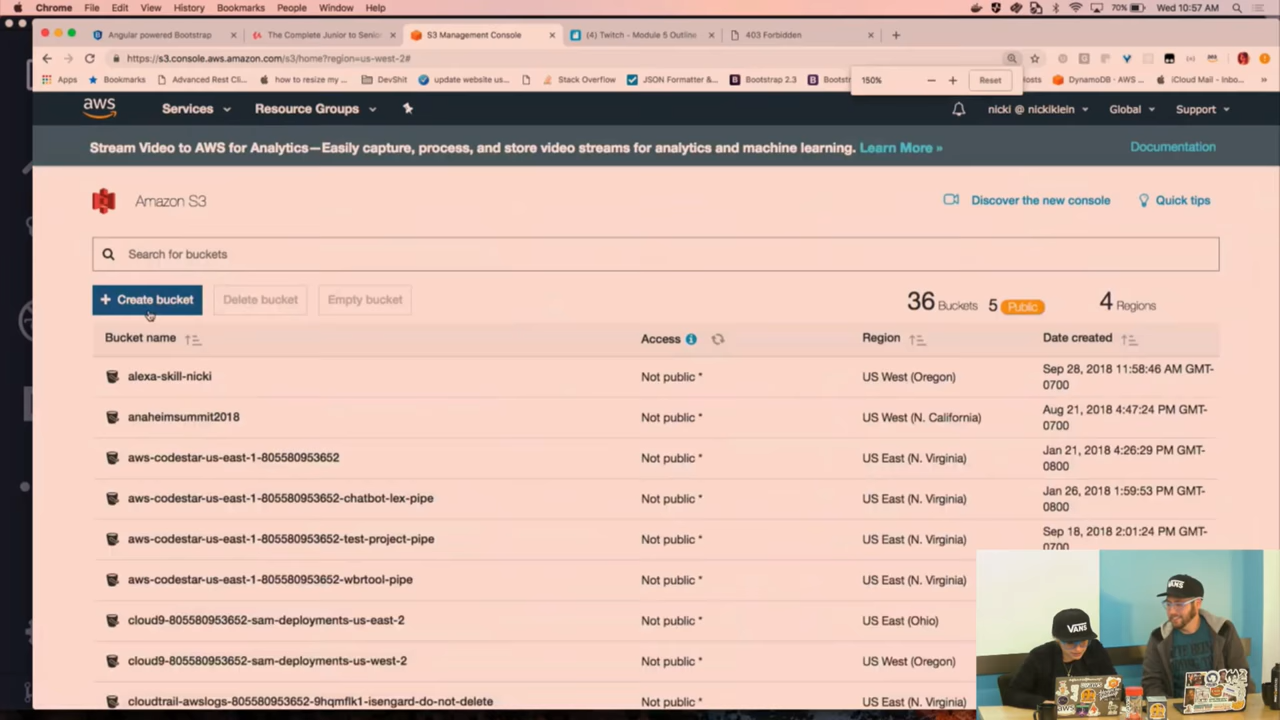 Chrome File Edit View History Bookmarks People Window Help
70% Wed 10:57 AM
Angular powered Bootstrap
The Complete Junior to Senio
S3 Management Console
(4) Twitch - Module 5 Outline
403 Forbidden
https://s3.console.aws.amazon.com/s3/home?region=us-west-2#
Apps Bookmarks Advanced Rest Cli... how to resize my ... DevShit update website us... Stack Overflow JSON Formatter &... Bootstrap 2.3 Boots
150% Reset
DynamoDB · AWS ... iCloud Mail - Inbo...
aws Services Resource Groups nicki @ nickiklein Global Support
Stream Video to AWS for Analytics—Easily capture, process, and store video streams for analytics and machine learning. Learn More » Documentation
Amazon S3 Discover the new console Quick tips
Search for buckets
+ Create bucket Delete bucket Empty bucket 36 Buckets 5 Public 4 Regions
Bucket name Access Region Date created
alexa-skill-nicki Not public * US West (Oregon) Sep 28, 2018 11:58:46 AM GMT-
0700
anaheimsummit2018 Not public * US West (N. California) Aug 21, 2018 4:47:24 PM GMT-
0700
aws-codestar-us-east-1-805580953652 Not public * US East (N. Virginia) Jan 21, 2018 4:26:29 PM GMT-
0800
aws-codestar-us-east-1-805580953652-chatbot-lex-pipe Not public * US East (N. Virginia) Jan 26, 2018 1:59:53 PM GMT-
0800
aws-codestar-us-east-1-805580953652-test-project-pipe Not public * US East (N. Virginia) Sep 18, 2018 2:01:24 PM GMT-
0700
aws-codestar-us-east-1-805580953652-wbrtool-pipe Not public * US East (N. Virginia)
cloud9-805580953652-sam-deployments-us-east-2 Not public * US East (Ohio)
cloud9-805580953652-sam-deployments-us-west-2 Not public * US West (Oregon)
cloudtrail-awslogs-805580953652-9hqmflk1-isengard-do-not-delete Not public * US East (N. Virginia)
VANS
VANS
aws